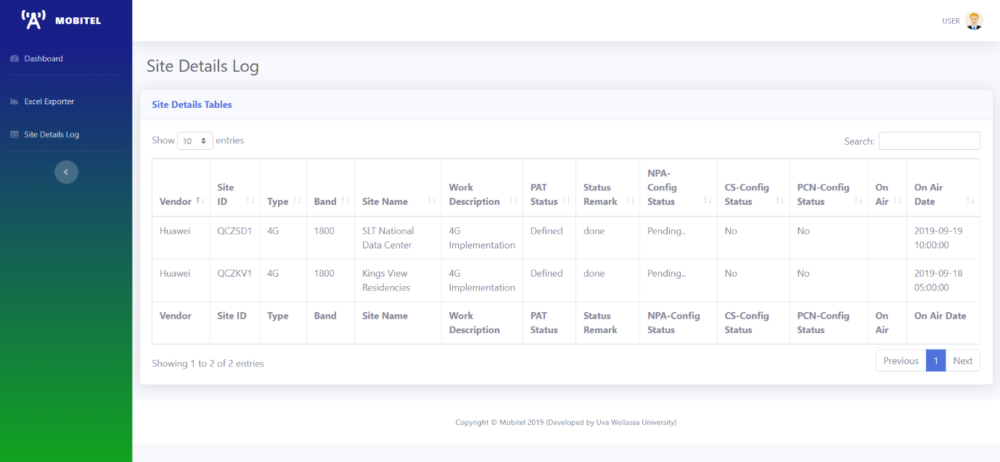 MOBITEL
USER
Dashboard
Excel Exporter
Site Details Log
Site Details Log
Site Details Tables
Show 10 entries
Search:
Vendor Site ID Type Band Site Name Work Description PAT Status Status Remark NPA-Config Status CS-Config Status PCN-Config Status On Air On Air Date
Huawei QCZSD1 4G 1800 SLT National Data Center 4G Implementation Defined done Pending.. No No 2019-09-19 10:00:00
Huawei QCZKV1 4G 1800 Kings View Residencies 4G Implementation Defined done Pending.. No No 2019-09-18 05:00:00
Vendor Site ID Type Band Site Name Work Description PAT Status Status Remark NPA-Config Status CS-Config Status PCN-Config Status On Air On Air Date
Showing 1 to 2 of 2 entries
Previous 1 Next
Copyright © Mobitel 2019 (Developed by Uva Wellassa University)